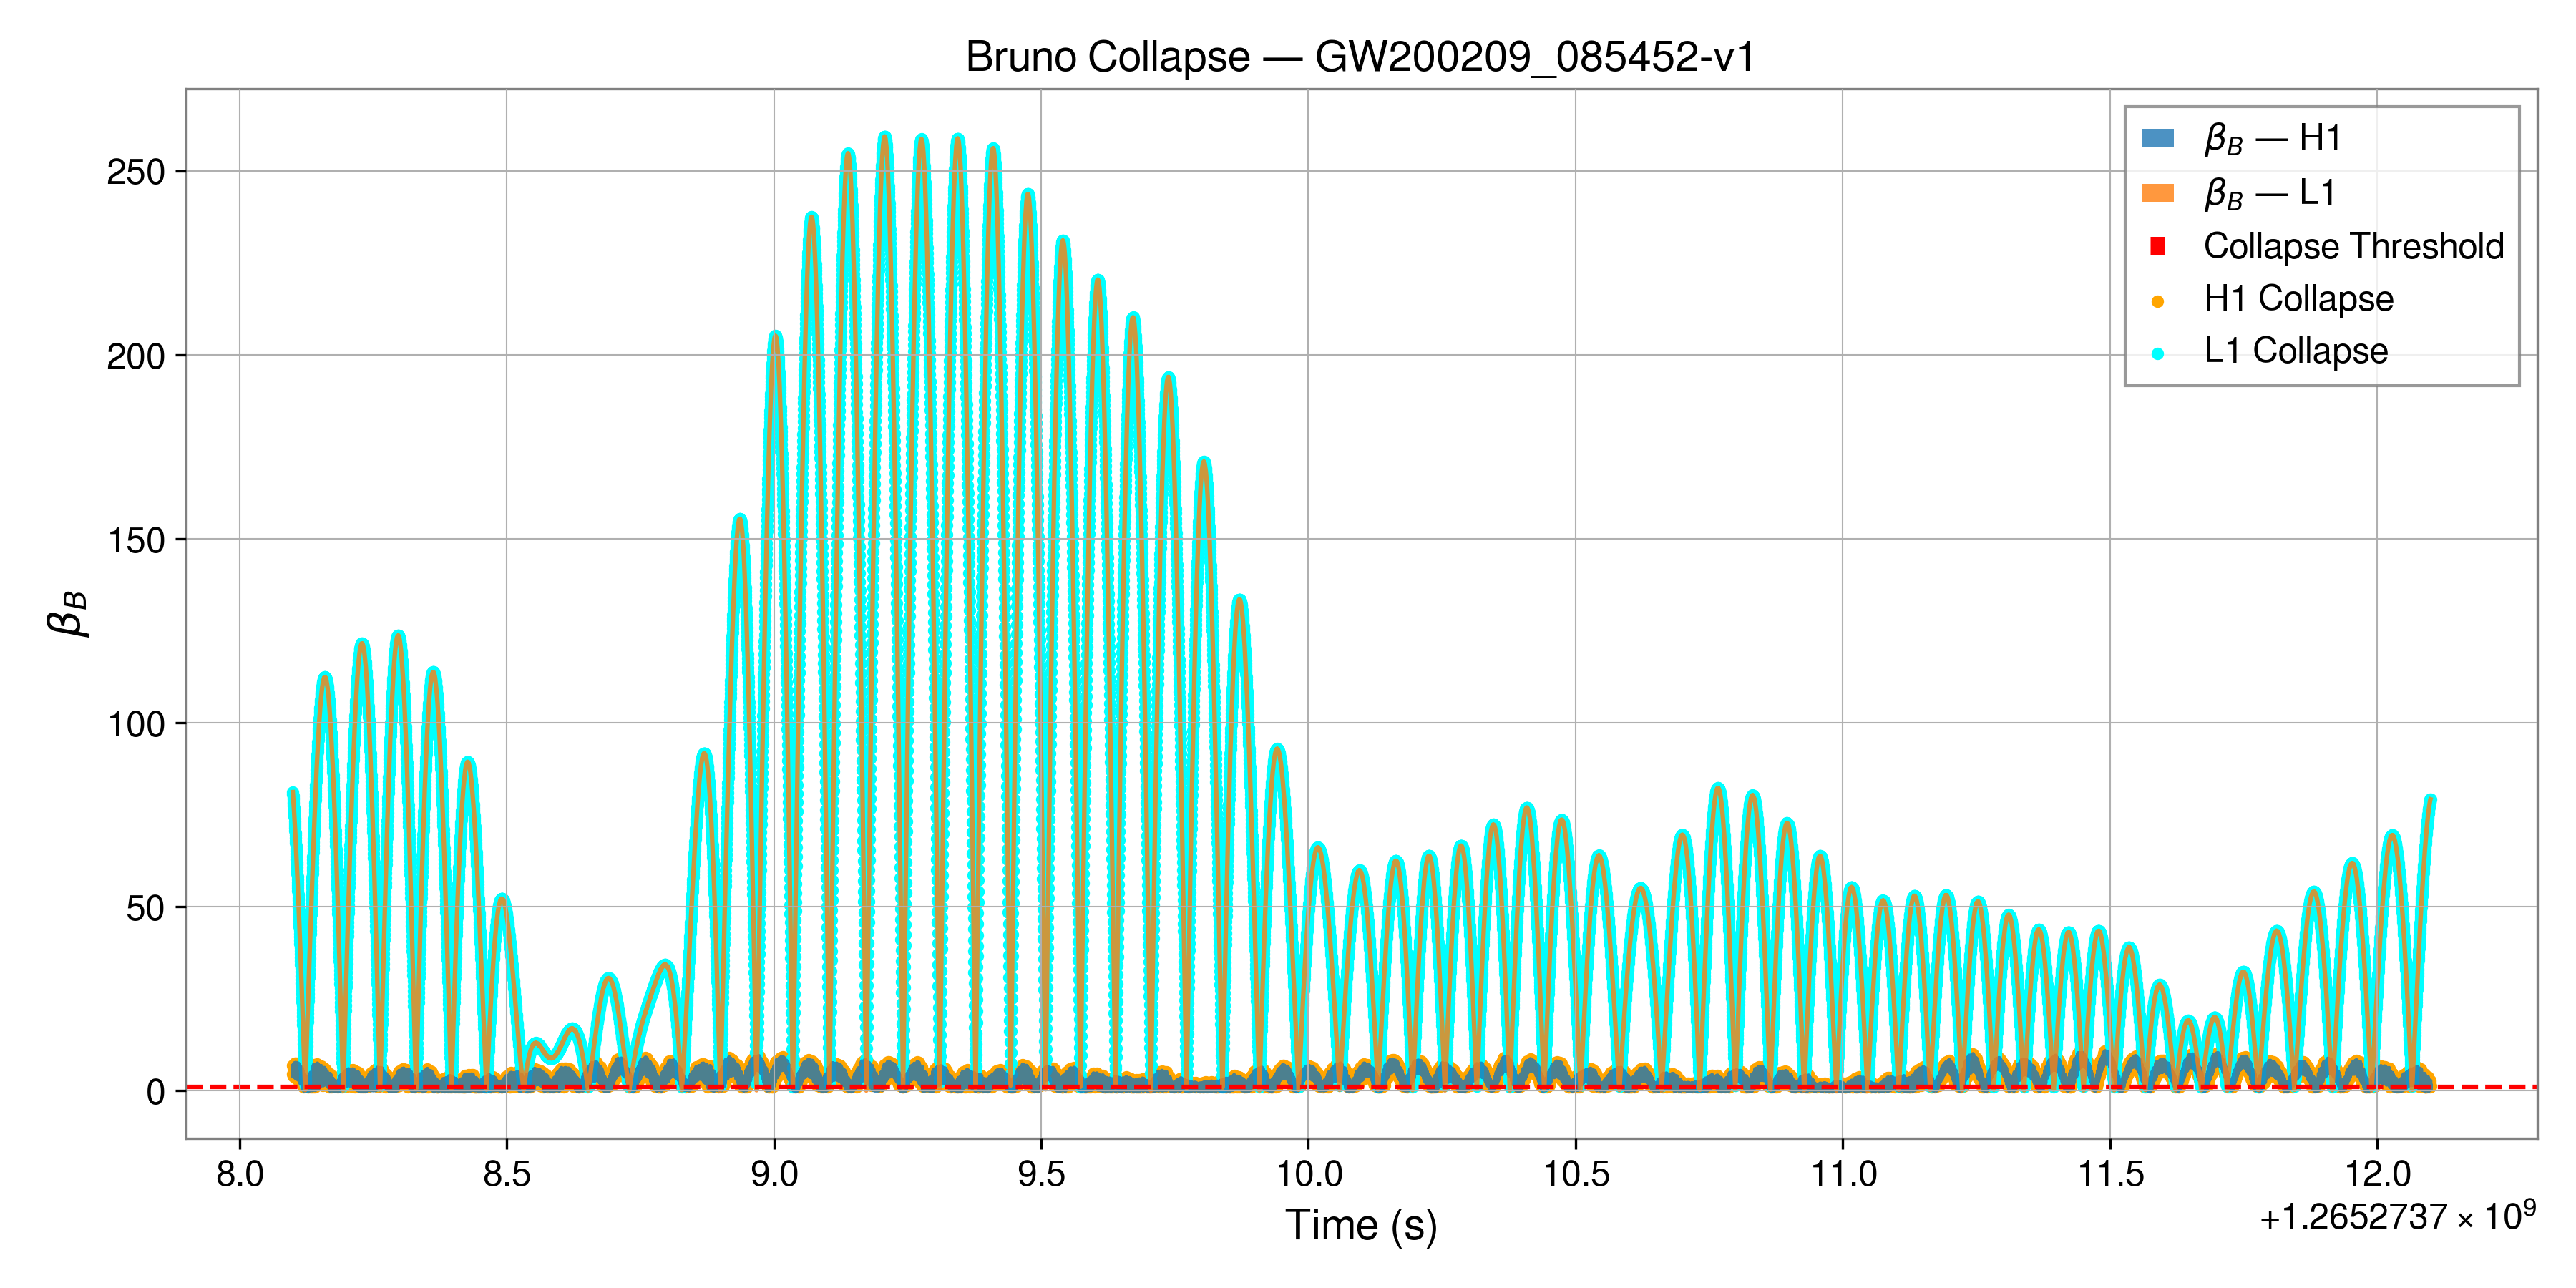 Bruno Collapse — GW200209_085452-v1
β_B — H1
β_B — L1
Collapse Threshold
H1 Collapse
L1 Collapse
250
200
150
100
50
0
β_B
8.0 8.5 9.0 9.5 10.0 10.5 11.0 11.5 12.0
Time (s)
+1.2652737 × 10⁹